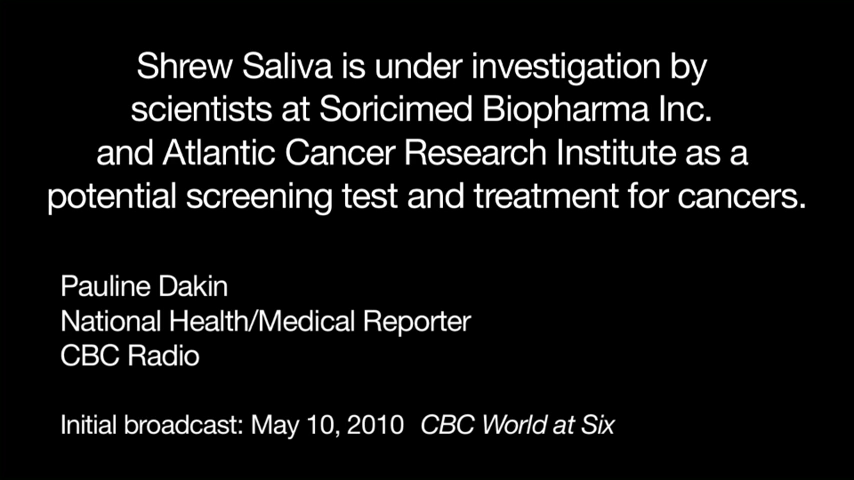 Shrew Saliva is under investigation by
scientists at Soricimed Biopharma Inc.
and Atlantic Cancer Research Institute as a
potential screening test and treatment for cancers.
Pauline Dakin
National Health/Medical Reporter
CBC Radio
Initial broadcast: May 10, 2010 CBC World at Six